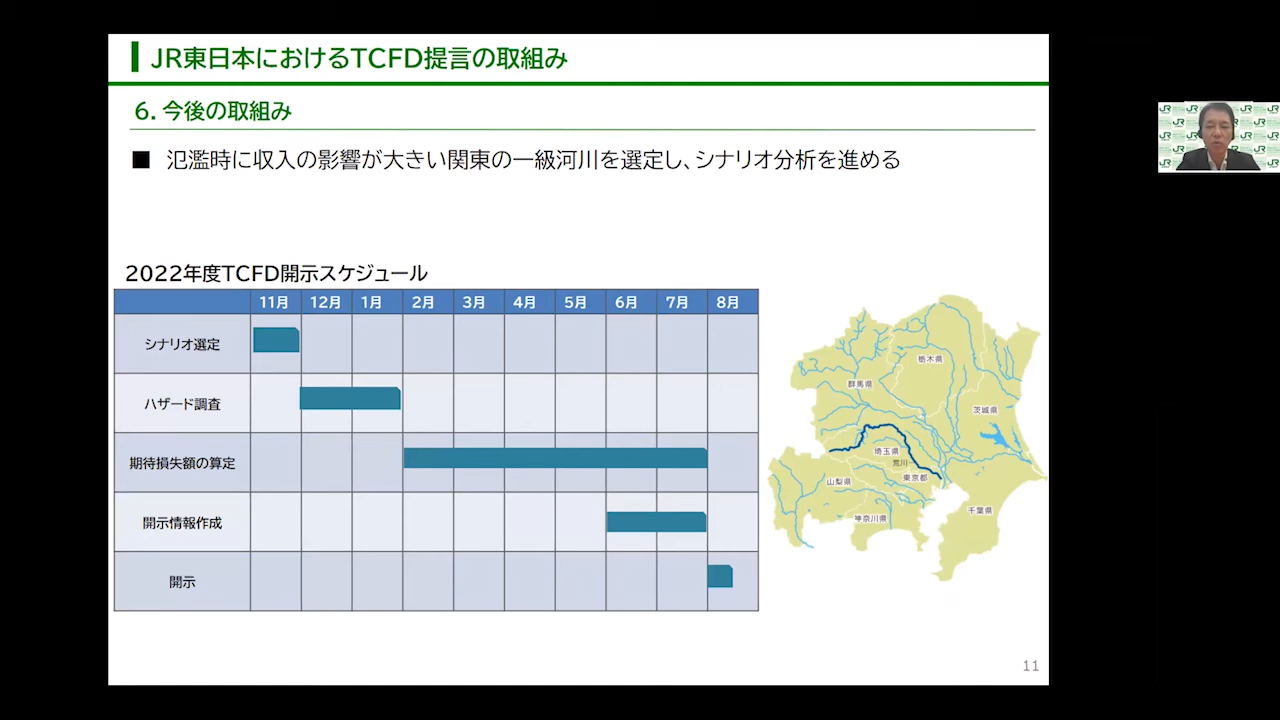 JR東日本におけるTCFD提言の取組み
6. 今後の取組み
■ 氾濫時に収入の影響が大きい関東の一級河川を選定し、シナリオ分析を進める
2022年度TCFD開示スケジュール
11月 12月 1月 2月 3月 4月 5月 6月 7月 8月
シナリオ選定
ハザード調査
期待損失額の算定
開示情報作成
開示
栃木県
群馬県
茨城県
埼玉県
荒川
東京都
山梨県
千葉県
神奈川県
11
JR JR JR JR